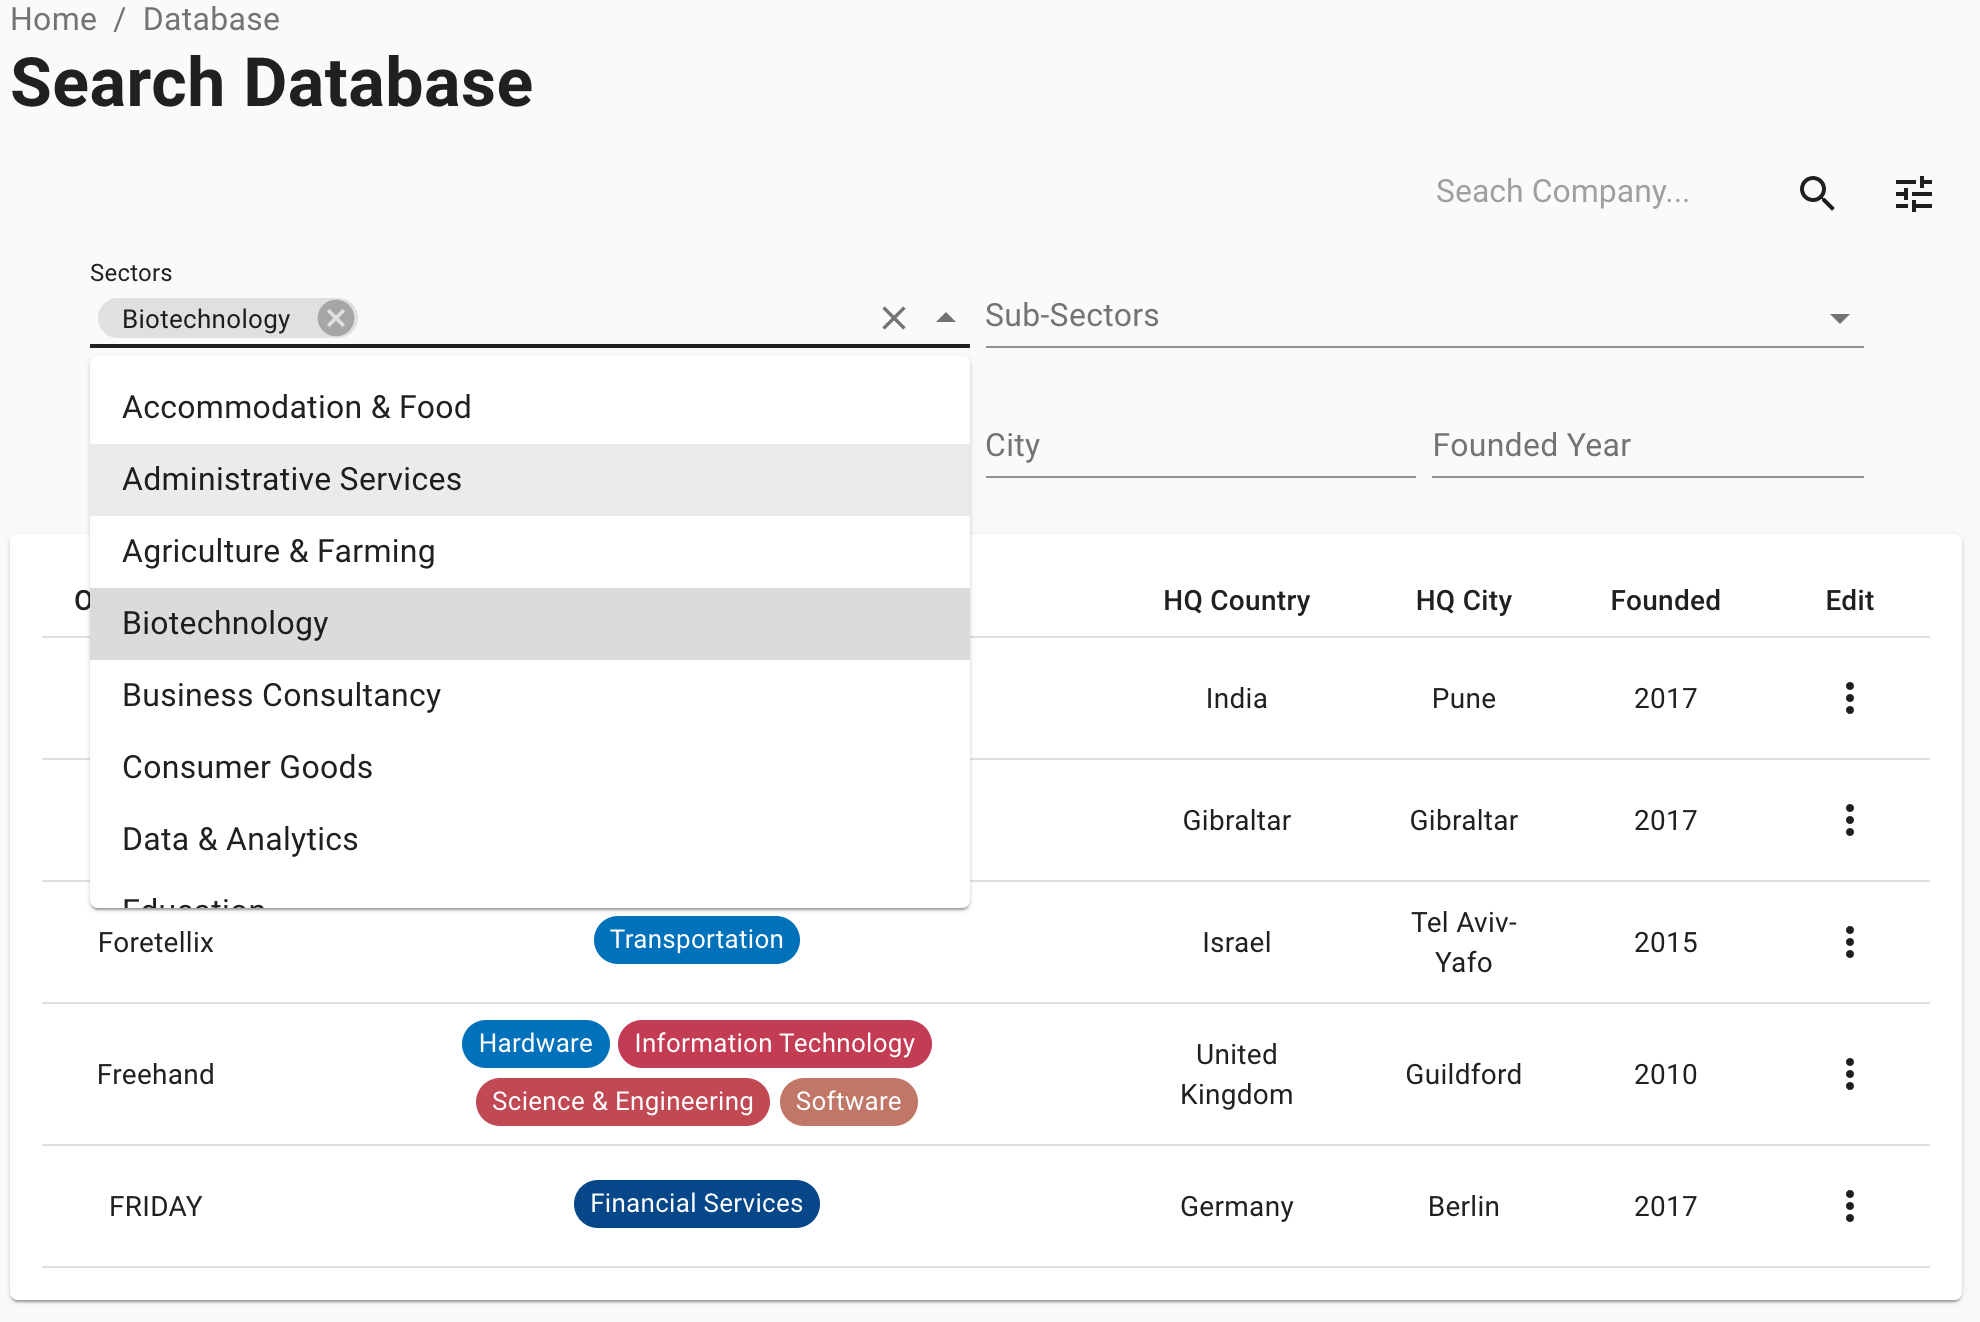 Home / Database
Search Database
Seach Company...
Sectors
Biotechnology
Sub-Sectors
Accommodation & Food
Administrative Services
Agriculture & Farming
Biotechnology
Business Consultancy
Consumer Goods
Data & Analytics
Education
City
Founded Year
HQ Country HQ City Founded Edit
India Pune 2017
Gibraltar Gibraltar 2017
Foretellix Transportation Israel Tel Aviv-
Yafo 2015
Freehand Hardware Information Technology
Science & Engineering Software
United
Kingdom Guildford 2010
FRIDAY Financial Services Germany Berlin 2017